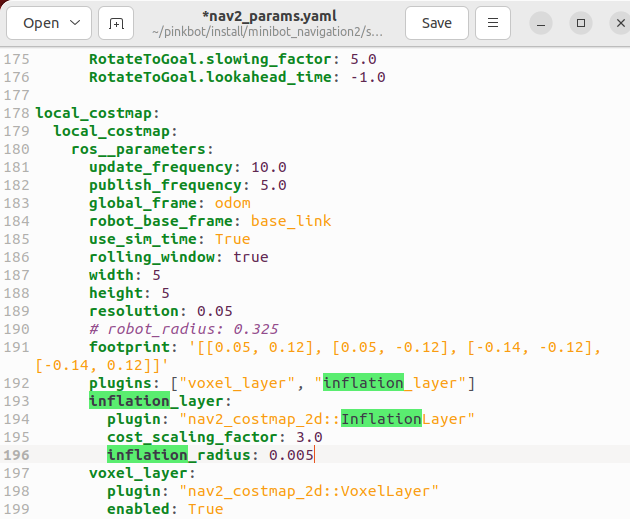 Open
*nav2_params.yaml
~/pinkbot/install/minibot_navigation2/s...
Save
175 RotateToGoal.slowing_factor: 5.0
176 RotateToGoal.lookahead_time: -1.0
177
178 local_costmap:
179 local_costmap:
180 ros__parameters:
181 update_frequency: 10.0
182 publish_frequency: 5.0
183 global_frame: odom
184 robot_base_frame: base_link
185 use_sim_time: True
186 rolling_window: true
187 width: 5
188 height: 5
189 resolution: 0.05
190 # robot_radius: 0.325
191 footprint: '[[0.05, 0.12], [0.05, -0.12], [-0.14, -0.12],
[-0.14, 0.12]]'
192 plugins: ["voxel_layer", "inflation_layer"]
193 inflation_layer:
194 plugin: "nav2_costmap_2d::InflationLayer"
195 cost_scaling_factor: 3.0
196 inflation_radius: 0.005
197 voxel_layer:
198 plugin: "nav2_costmap_2d::VoxelLayer"
199 enabled: True